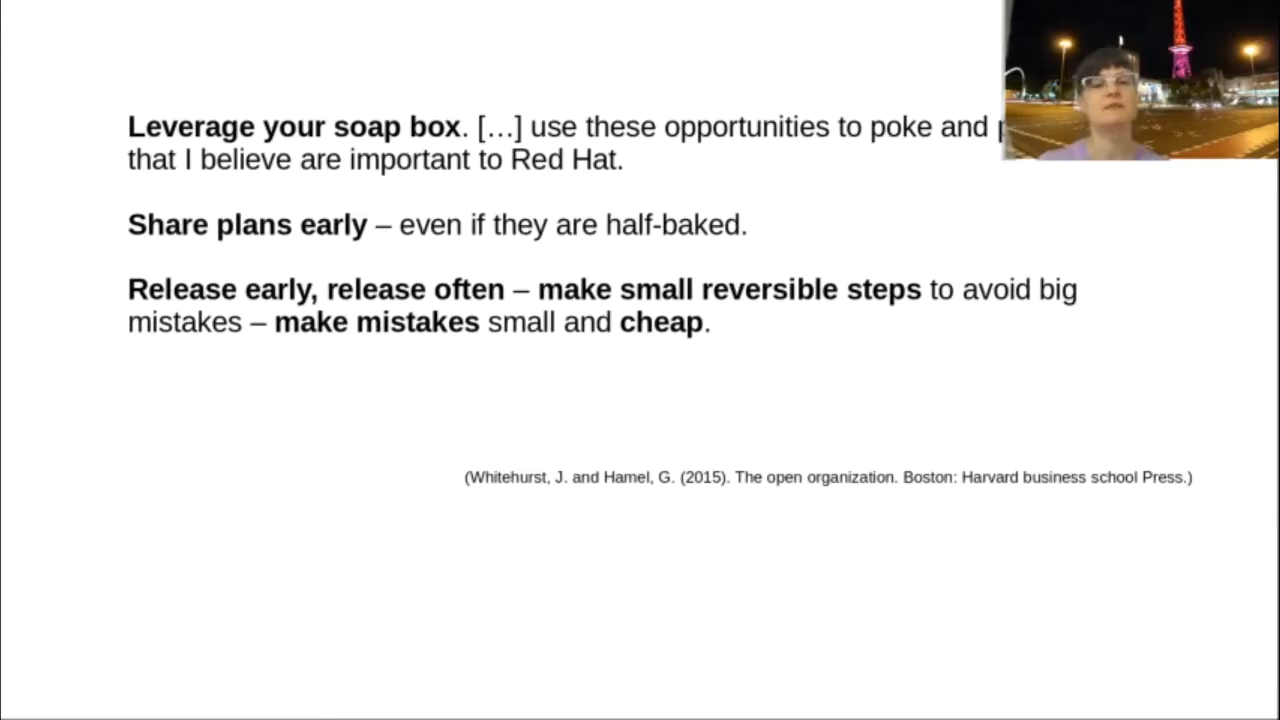 Leverage your soap box. […] use these opportunities to poke and
that I believe are important to Red Hat.
Share plans early – even if they are half-baked.
Release early, release often – make small reversible steps to avoid big
mistakes – make mistakes small and cheap.
(Whitehurst, J. and Hamel, G. (2015). The open organization. Boston: Harvard business school Press.)